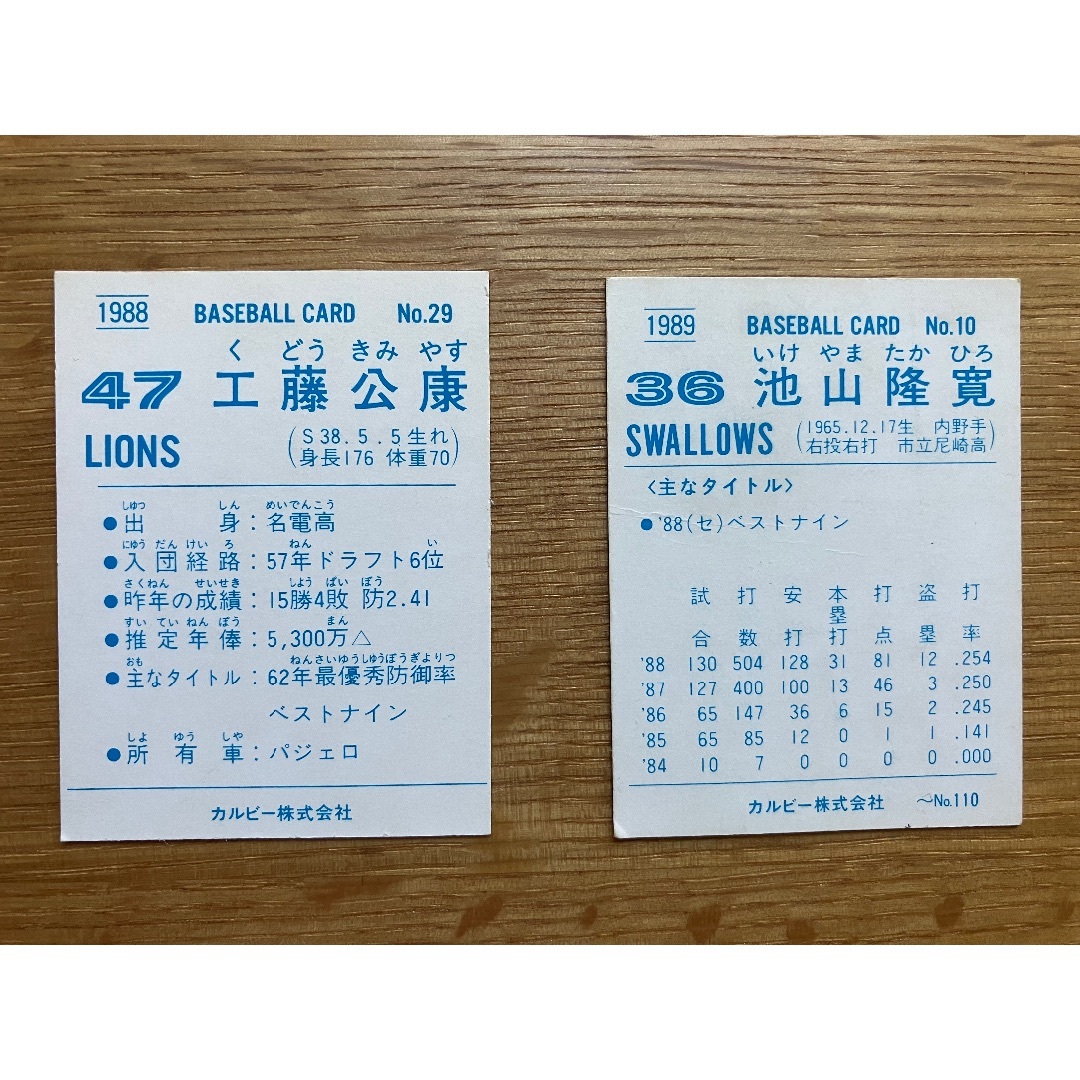 1988 BASEBALL CARD No.29
く どう きみ やす
47 工藤公康
LIONS
(S38.5.5生れ
身長176 体重70)
しゅつ しん めいでんこう
●出身：名電高
にゅう だん けい ろ ねん い
●入団経路：57年ドラフト6位
さくねん せいせき しょう ぱい ぼう
●昨年の成績：15勝4敗 防2.41
すい てい ねん ぽう まん
●推定年俸：5,300万△
おも ねんさいゆうしゅうぼうぎよりつ
●主なタイトル：62年最優秀防御率
ベストナイン
しよ ゆう しや
●所有車：パジェロ
カルビー株式会社
1989 BASEBALL CARD No.10
いけ やま たか ひろ
36 池山隆寛
SWALLOWS
(1965.12.17生 内野手
右投右打 市立尼崎高)
〈主なタイトル〉
●'88(セ)ベストナイン
試合 打数 安打 本塁打 打点 盗塁 打率
'88 130 504 128 31 81 12 .254
'87 127 400 100 13 46 3 .250
'86 65 147 36 6 15 2 .245
'85 65 85 12 0 1 1 .141
'84 10 7 0 0 0 0 .000
カルビー株式会社 〜No.110